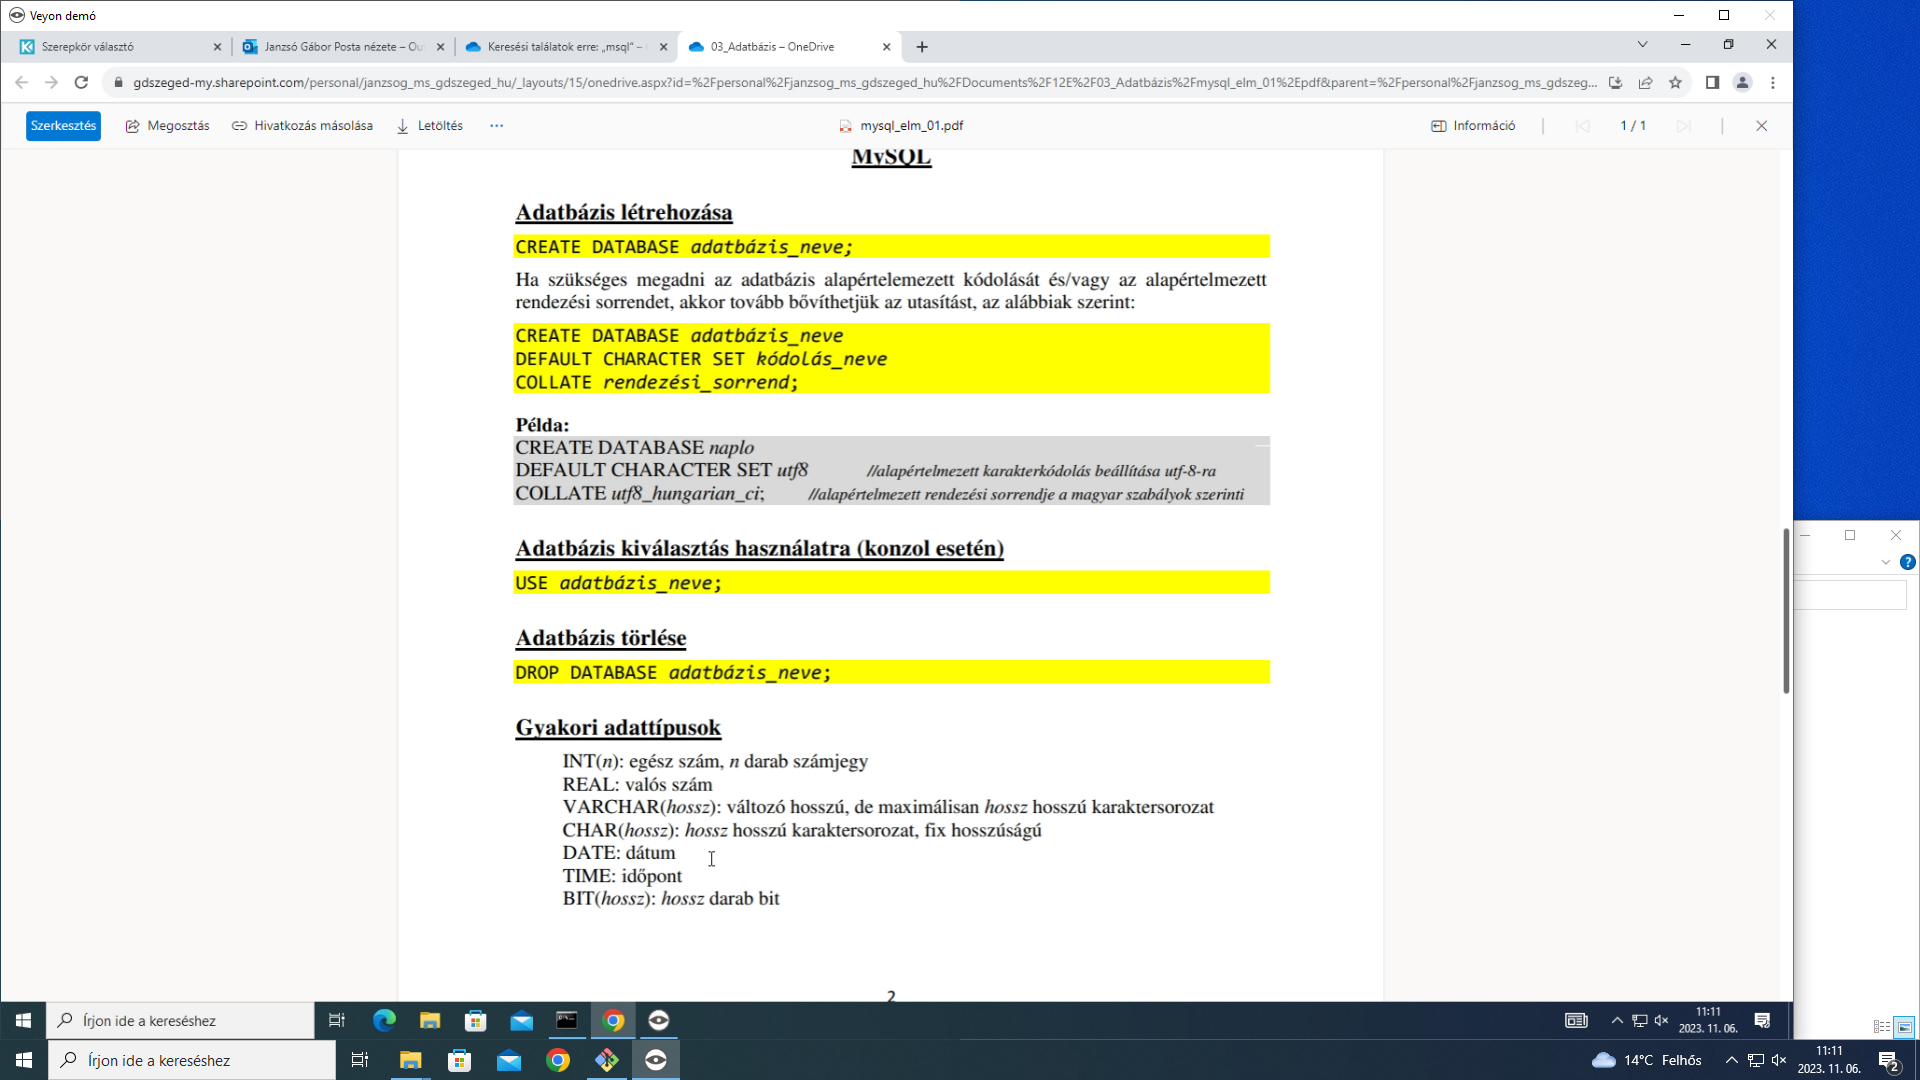 Veyon demó
Szerepkör választó
Janzsó Gábor Posta nézete – Ou
Keresési találatok erre: „msql” –
03_Adatbázis – OneDrive
gdszeged-my.sharepoint.com/personal/janzsog_ms_gdszeged_hu/_layouts/15/onedrive.aspx?id=%2Fpersonal%2Fjanzsog_ms_gdszeged_hu%2FDocuments%2F12E%2F03_Adatbázis%2Fmysql_elm_01%2Epdf&parent=%2Fpersonal%2Fjanzsog_ms_gdszeg...
Szerkesztés
Megosztás
Hivatkozás másolása
Letöltés
mysql_elm_01.pdf
Információ
1 / 1
MySQL
Adatbázis létrehozása
CREATE DATABASE adatbázis_neve;
Ha szükséges megadni az adatbázis alapértelemezett kódolását és/vagy az alapértelmezett
rendezési sorrendet, akkor tovább bővíthetjük az utasítást, az alábbiak szerint:
CREATE DATABASE adatbázis_neve
DEFAULT CHARACTER SET kódolás_neve
COLLATE rendezési_sorrend;
Példa:
CREATE DATABASE naplo
DEFAULT CHARACTER SET utf8 //alapértelmezett karakterkódolás beállítása utf-8-ra
COLLATE utf8_hungarian_ci; //alapértelmezett rendezési sorrendje a magyar szabályok szerinti
Adatbázis kiválasztás használatra (konzol esetén)
USE adatbázis_neve;
Adatbázis törlése
DROP DATABASE adatbázis_neve;
Gyakori adattípusok
INT(n): egész szám, n darab számjegy
REAL: valós szám
VARCHAR(hossz): változó hosszú, de maximálisan hossz hosszú karaktersorozat
CHAR(hossz): hossz hosszú karaktersorozat, fix hosszúságú
DATE: dátum
TIME: időpont
BIT(hossz): hossz darab bit
2
Írjon ide a kereséshez
11:11
2023. 11. 06.
Írjon ide a kereséshez
14°C Felhős
11:11
2023. 11. 06.
2